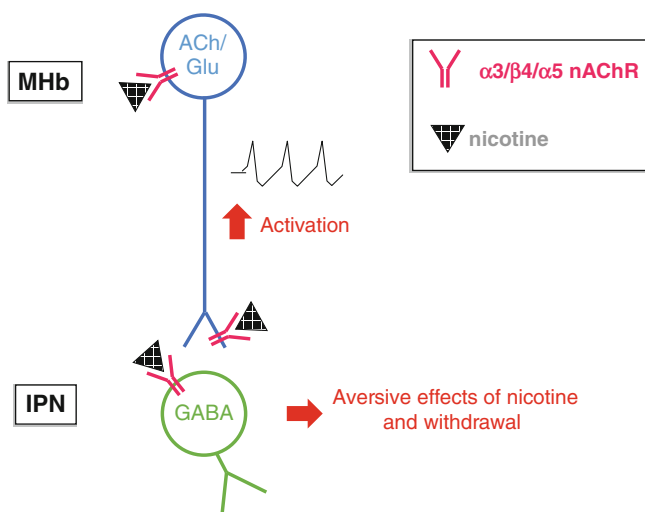 ACh/
Glu
MHb
α3/β4/α5 nAChR
nicotine
Activation
IPN
GABA
Aversive effects of nicotine
and withdrawal